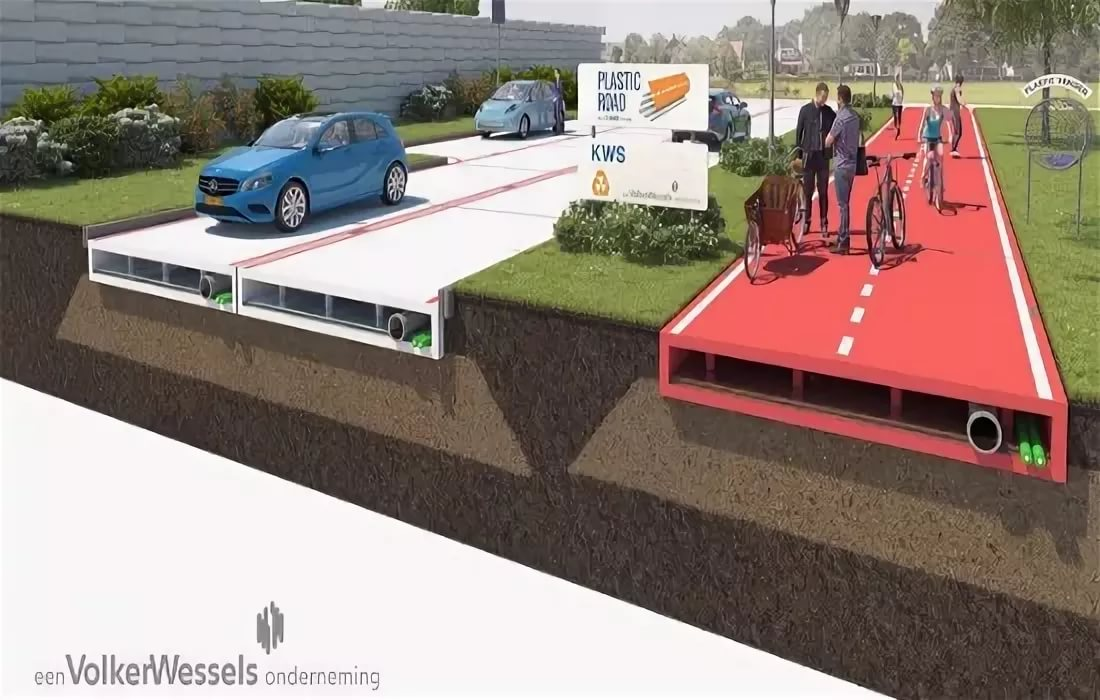 PLASTIC
ROAD
KWS
een VolkerWessels onderneming